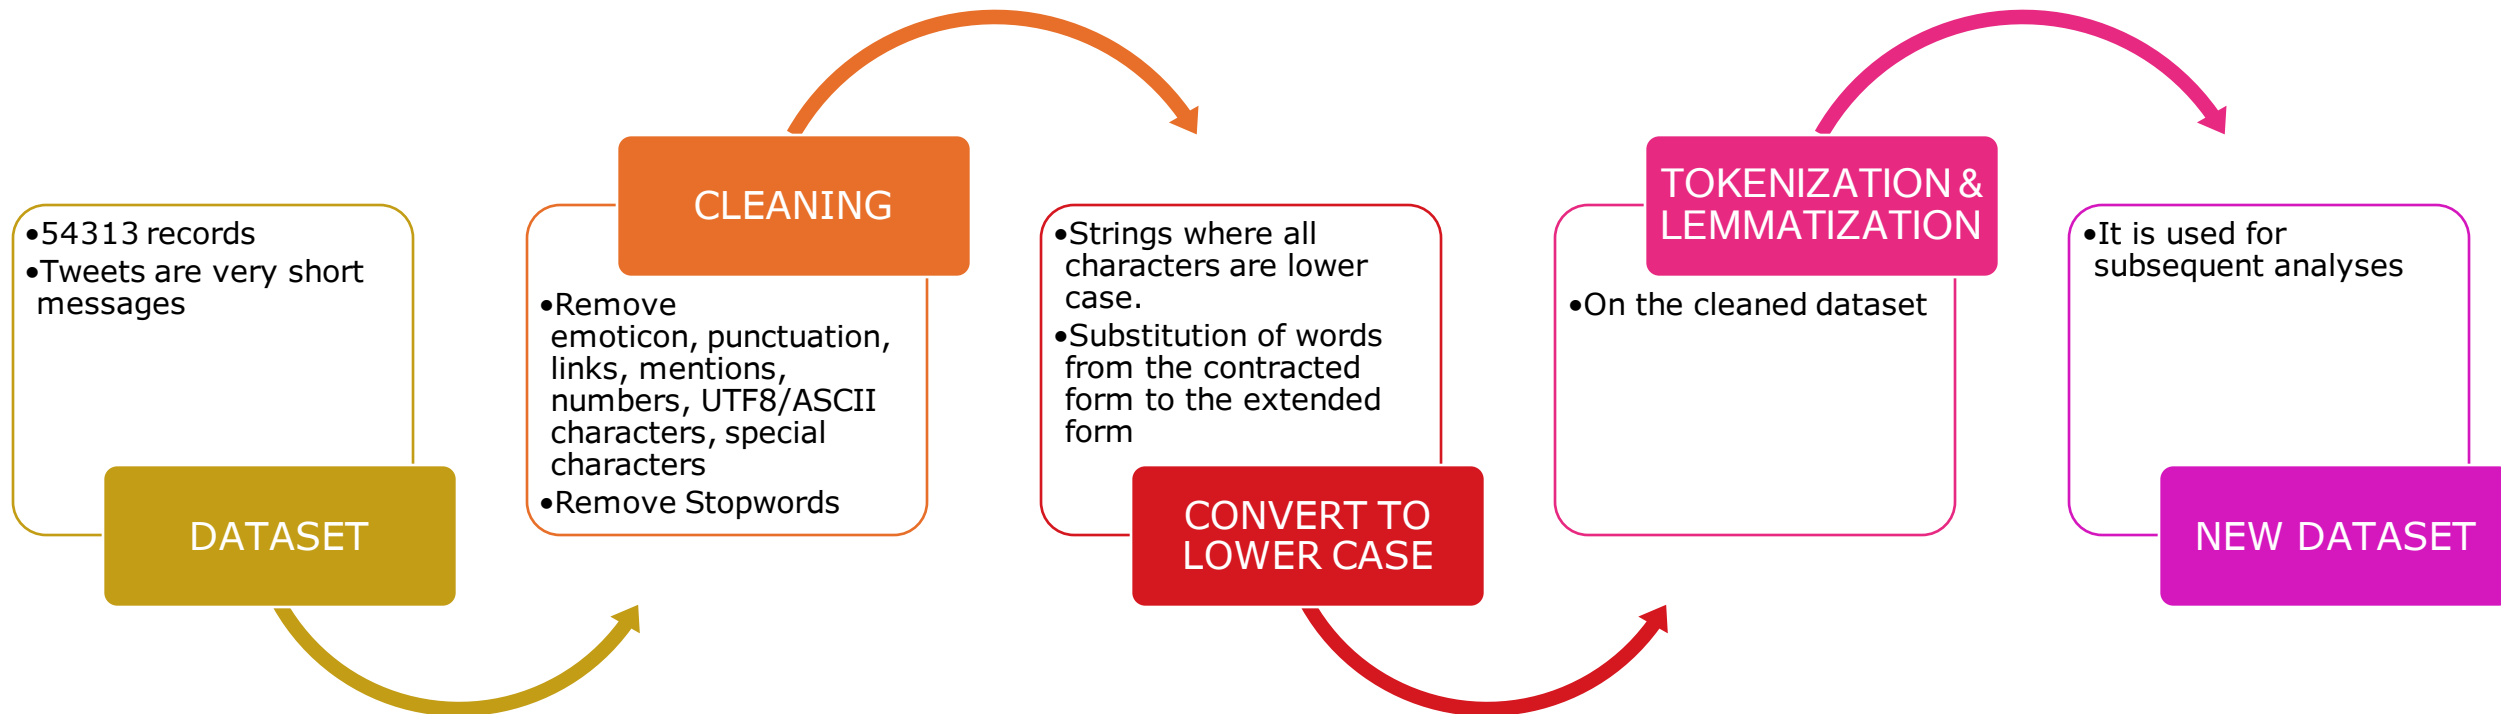 •54313 records
•Tweets are very short
messages
DATASET
CLEANING
•Remove
emoticon, punctuation,
links, mentions,
numbers, UTF8/ASCII
characters, special
characters
•Remove Stopwords
•Strings where all
characters are lower
case.
•Substitution of words
from the contracted
form to the extended
form
CONVERT TO
LOWER CASE
TOKENIZATION &
LEMMATIZATION
•On the cleaned dataset
•It is used for
subsequent analyses
NEW DATASET